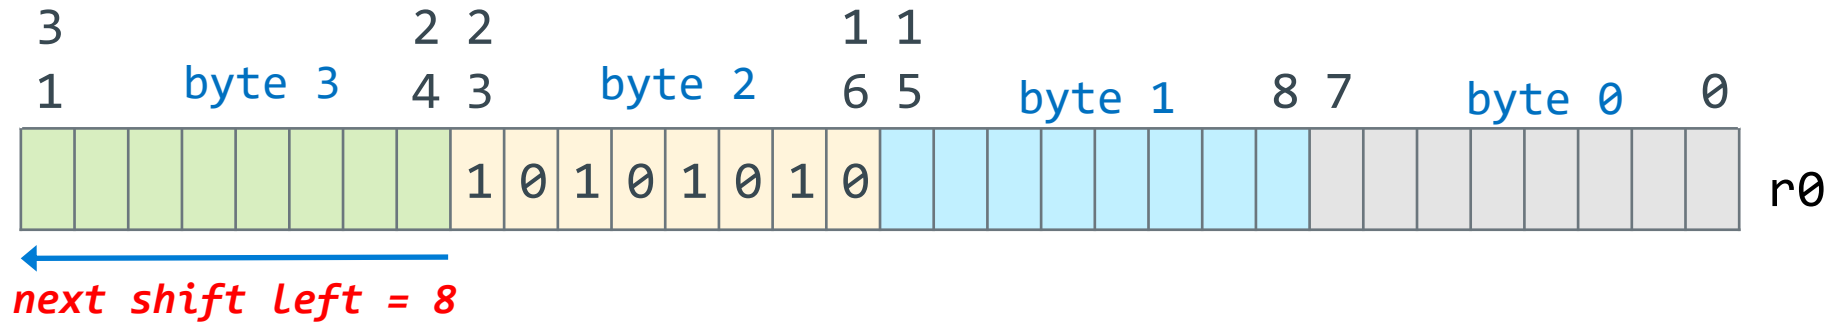 3 2 2 1 1
1 byte 3 4 3 byte 2 6 5 byte 1 8 7 byte 0 0
1 0 1 0 1 0 1 0 r0
next shift left = 8